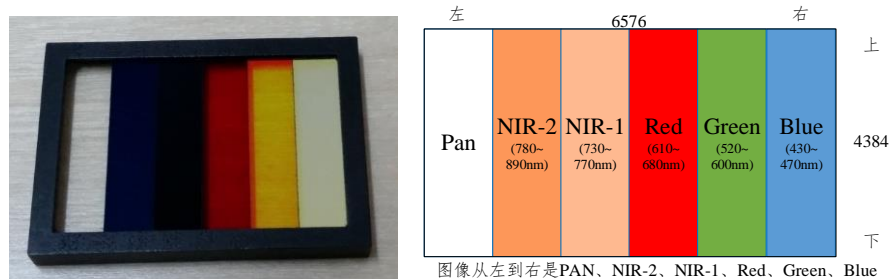 左
6576
右
上
Pan
NIR-2
(780~
890nm)
NIR-1
(730~
770nm)
Red
(610~
680nm)
Green
(520~
600nm)
Blue
(430~
470nm)
4384
下
图像从左到右是PAN、NIR-2、NIR-1、Red、Green、Blue